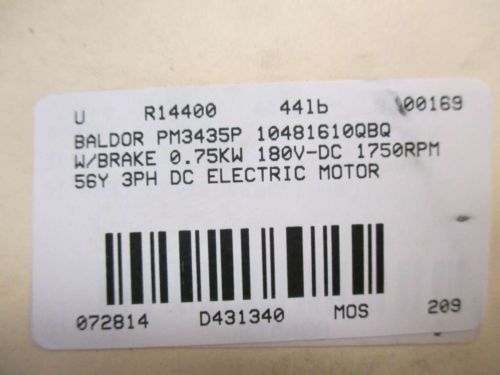 U R14400 44lb 00169
BALDOR PM3435P 10481610QBQ
W/BRAKE 0.75KW 180V-DC 1750RPM
56Y 3PH DC ELECTRIC MOTOR
072814 D431340 MOS 209